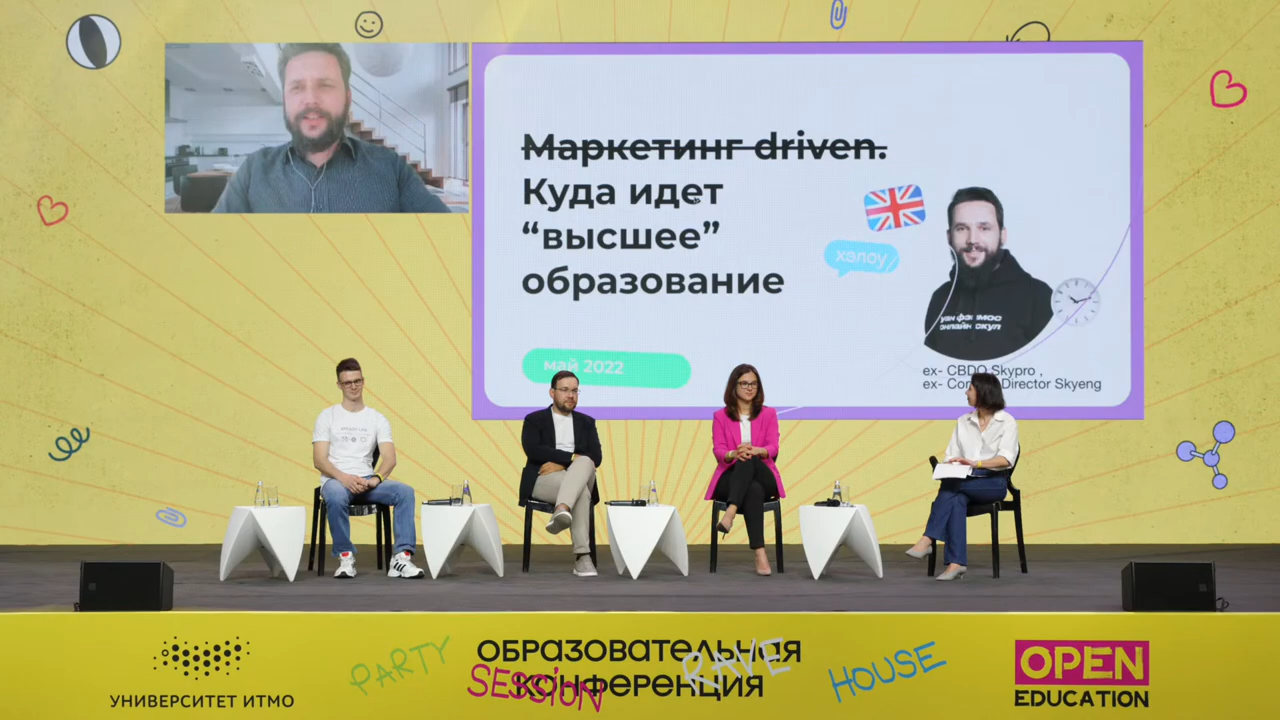 Маркетинг driven.
Куда идет
“высшее”
образование
хэлоу
май 2022
ex- CBDO Skypro ,
ex- Director Skyeng
УНИВЕРСИТЕТ ИТМО
PARTY
ОБРАЗОВАТЕЛЬНАЯ
КОНФЕРЕНЦИЯ
SESSION
RAVE
HOUSE
OPEN
EDUCATION